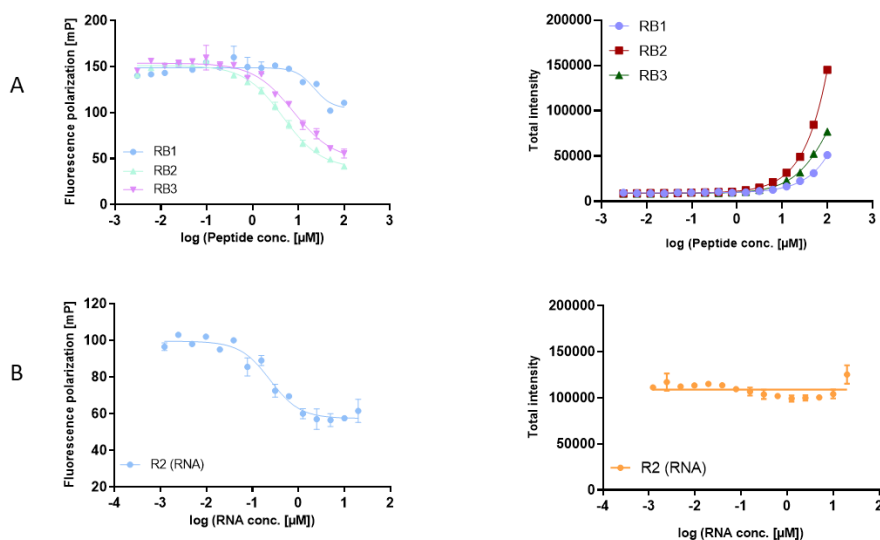 A
Fluorescence polarization [mP]
200
150
100
50
0
RB1
RB2
RB3
-3 -2 -1 0 1 2 3
log (Peptide conc. [µM])
Total intensity
200000
150000
100000
50000
0
RB1
RB2
RB3
-3 -2 -1 0 1 2 3
log (Peptide conc. [µM])
B
Fluorescence polarization [mP]
120
100
80
60
40
20
R2 (RNA)
-4 -3 -2 -1 0 1 2
log (RNA conc. [µM])
Total intensity
200000
150000
100000
50000
0
R2 (RNA)
-4 -3 -2 -1 0 1 2
log (RNA conc. [µM])